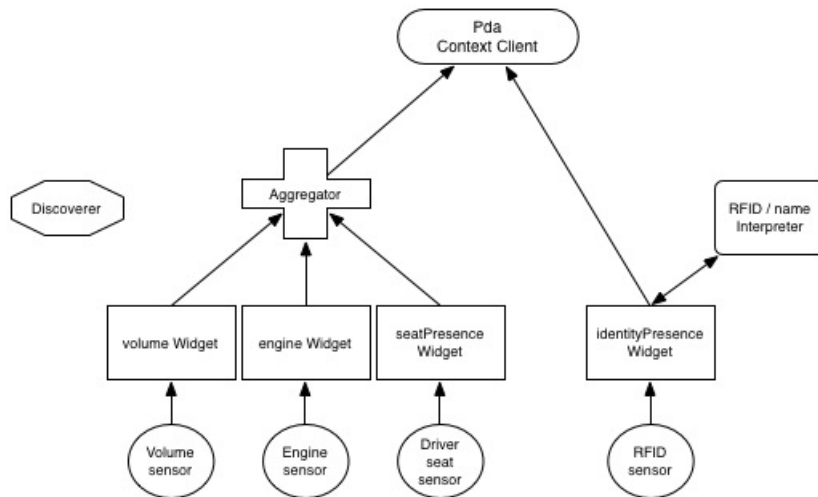 Pda
Context Client
Aggregator
Discoverer
RFID / name
Interpreter
volume Widget
engine Widget
seatPresence
Widget
identityPresence
Widget
Volume
sensor
Engine
sensor
Driver
seat
sensor
RFID
sensor